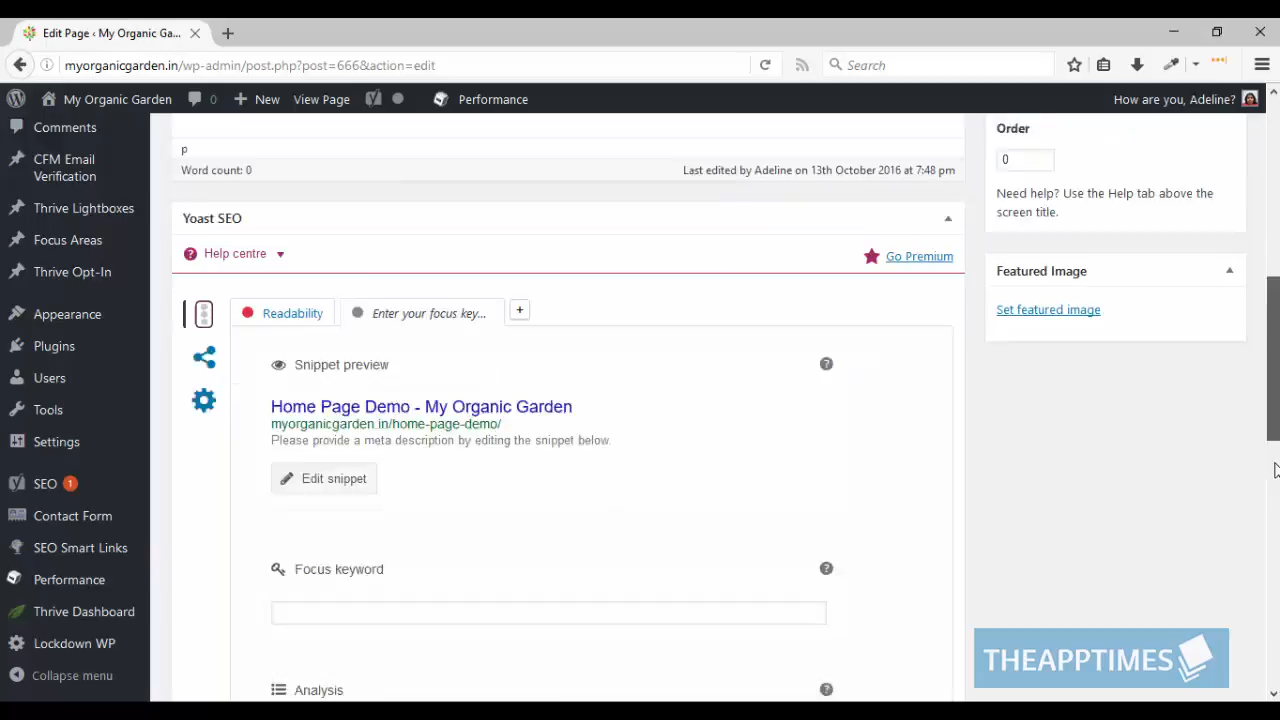 Edit Page ‹ My Organic Ga...
myorganicgarden.in/wp-admin/post.php?post=666&action=edit
Search
My Organic Garden
0
New
View Page
Performance
How are you, Adeline?
Comments
CFM Email
Verification
Thrive Lightboxes
Focus Areas
Thrive Opt-In
Appearance
Plugins
Users
Tools
Settings
SEO 1
Contact Form
SEO Smart Links
Performance
Thrive Dashboard
Lockdown WP
Collapse menu
p
Word count: 0
Last edited by Adeline on 13th October 2016 at 7:48 pm
Yoast SEO
Help centre
Go Premium
Readability
Enter your focus key...
+
Snippet preview
Home Page Demo - My Organic Garden
myorganicgarden.in/home-page-demo/
Please provide a meta description by editing the snippet below.
Edit snippet
Focus keyword
Analysis
Order
0
Need help? Use the Help tab above the
screen title.
Featured Image
Set featured image
THEAPPTIMES